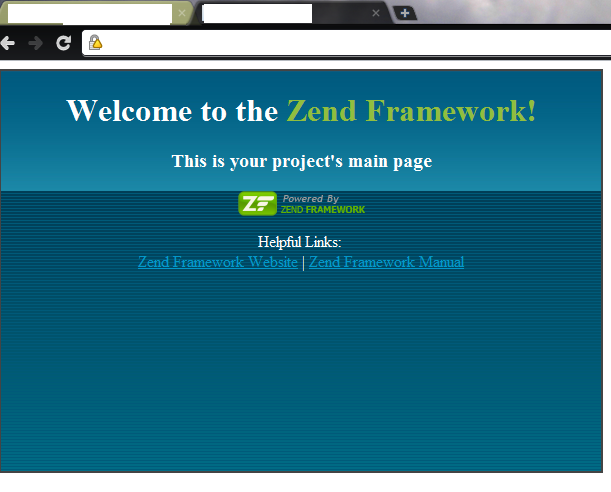 Welcome to the Zend Framework!
This is your project's main page
ZF Powered By
ZEND FRAMEWORK
Helpful Links:
Zend Framework Website | Zend Framework Manual